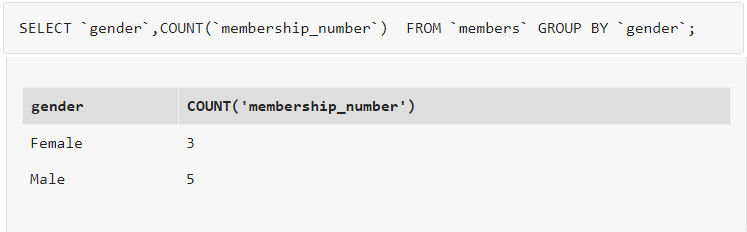 SELECT `gender`,COUNT(`membership_number`)  FROM `members` GROUP BY `gender`;
gender COUNT('membership_number')
Female 3
Male 5